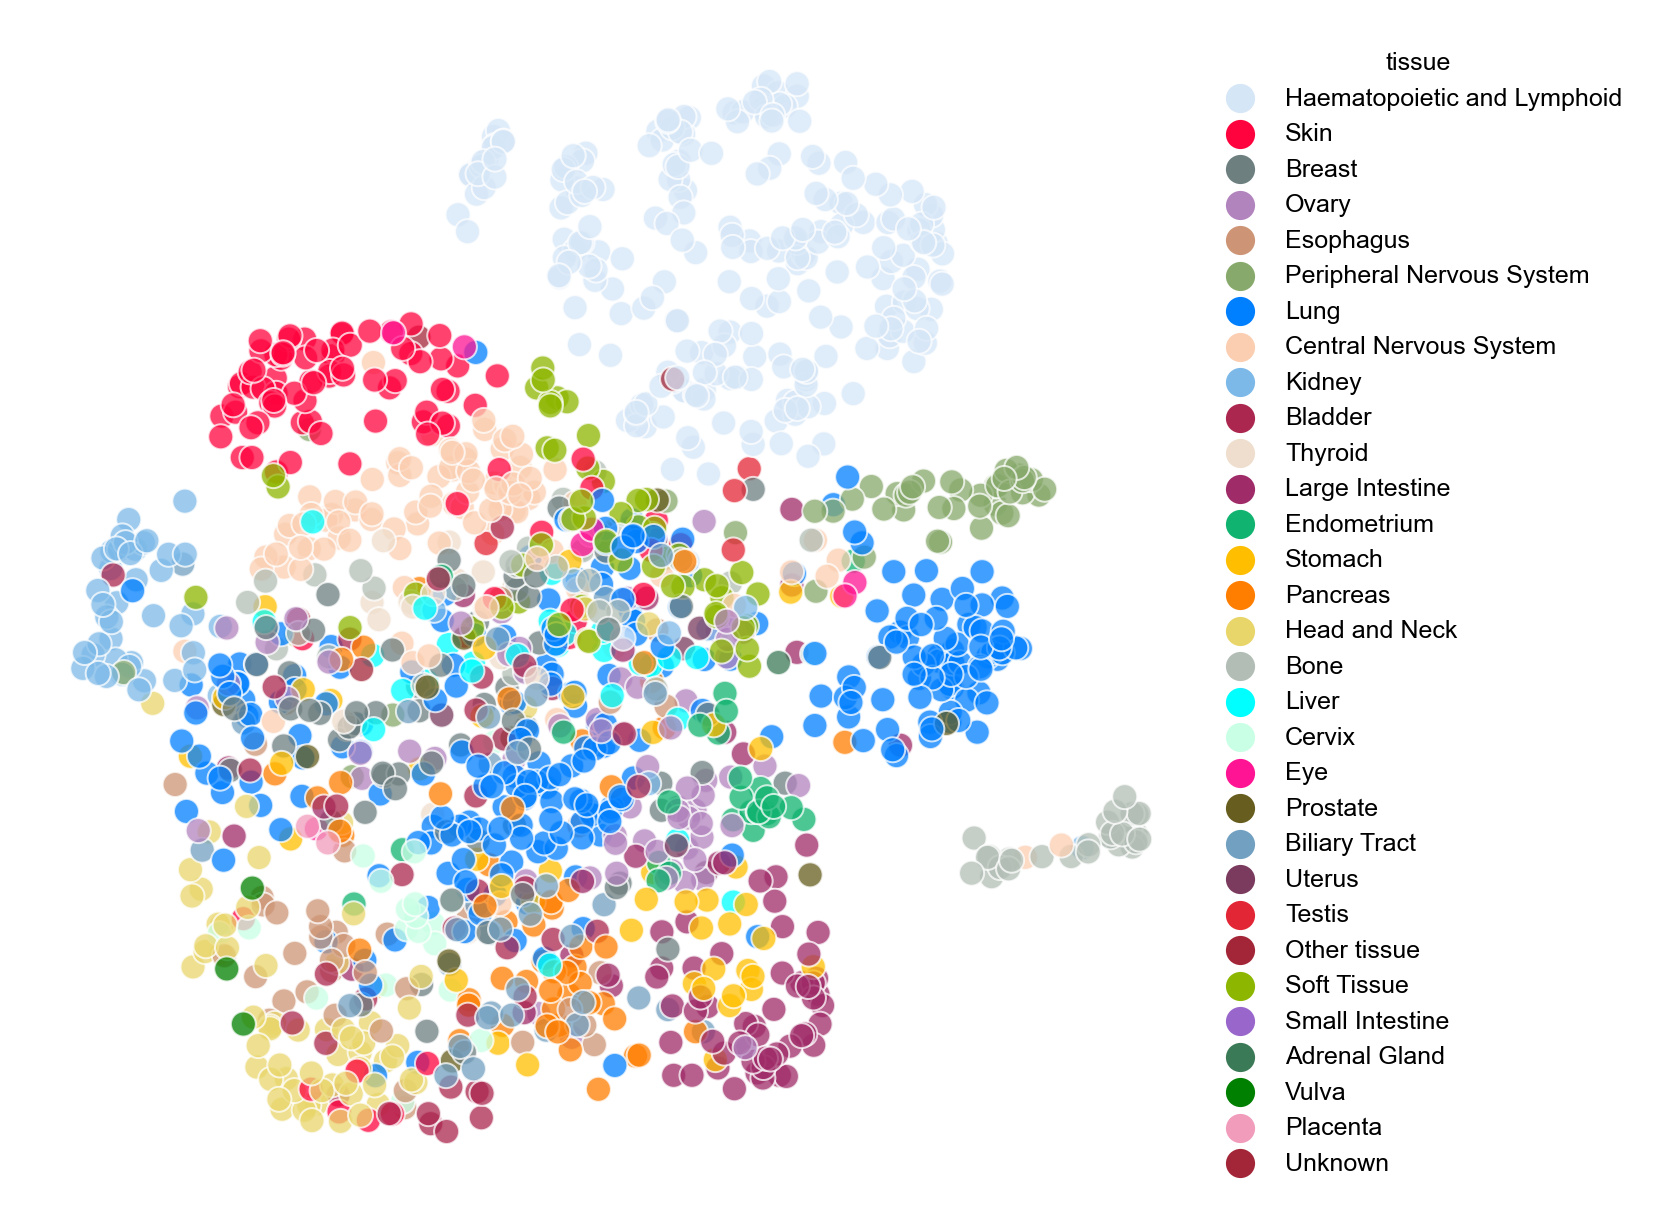 tissue
Haematopoietic and Lymphoid
Skin
Breast
Ovary
Esophagus
Peripheral Nervous System
Lung
Central Nervous System
Kidney
Bladder
Thyroid
Large Intestine
Endometrium
Stomach
Pancreas
Head and Neck
Bone
Liver
Cervix
Eye
Prostate
Biliary Tract
Uterus
Testis
Other tissue
Soft Tissue
Small Intestine
Adrenal Gland
Vulva
Placenta
Unknown